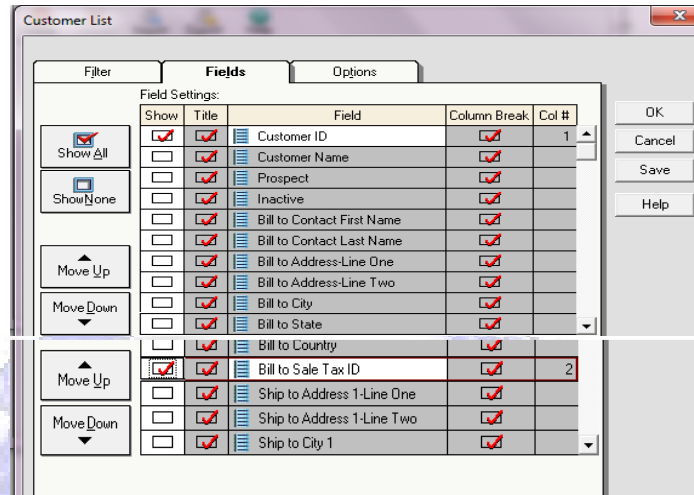 Customer List
Filter Fields Options
Field Settings:
Show Title Field Column Break Col #
Customer ID 1
Customer Name
Prospect
Inactive
Bill to Contact First Name
Bill to Contact Last Name
Bill to Address-Line One
Bill to Address-Line Two
Bill to City
Bill to State
Bill to Country
Bill to Sale Tax ID 2
Ship to Address 1-Line One
Ship to Address 1-Line Two
Ship to City 1
Show All
ShowNone
Move Up
Move Down
Move Up
Move Down
OK
Cancel
Save
Help